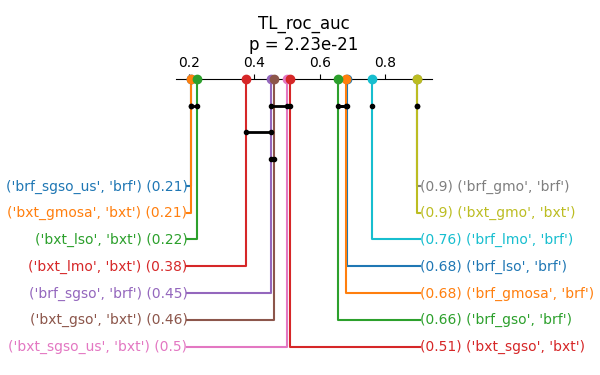 TL_roc_auc
p = 2.23e-21
0.2 0.4 0.6 0.8
('brf_sgso_us', 'brf') (0.21) (0.9) ('brf_gmo', 'brf')
('bxt_gmosa', 'bxt') (0.21) (0.9) ('bxt_gmo', 'bxt')
('bxt_lso', 'bxt') (0.22) (0.76) ('brf_lmo', 'brf')
('bxt_lmo', 'bxt') (0.38) (0.68) ('brf_lso', 'brf')
('brf_sgso', 'brf') (0.45) (0.68) ('brf_gmosa', 'brf')
('bxt_gso', 'bxt') (0.46) (0.66) ('brf_gso', 'brf')
('bxt_sgso_us', 'bxt') (0.5) (0.51) ('bxt_sgso', 'bxt')